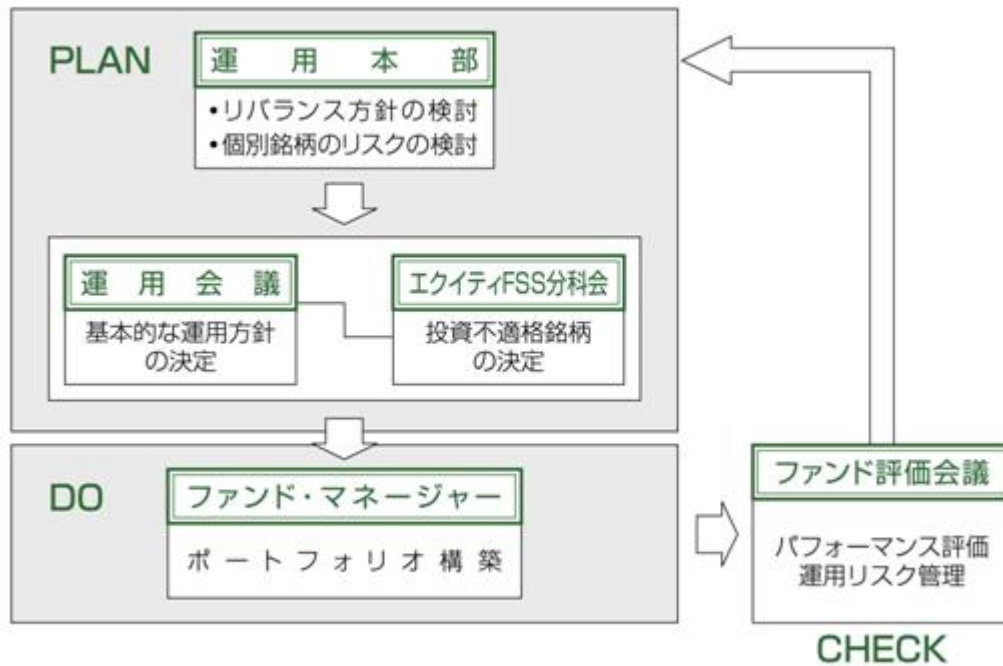 PLAN
運用本部
•リバランス方針の検討
•個別銘柄のリスクの検討
運用会議
基本的な運用方針
の決定
エクイティFSS分科会
投資不適格銘柄
の決定
DO
ファンド・マネージャー
ポートフォリオ構築
ファンド評価会議
パフォーマンス評価
運用リスク管理
CHECK